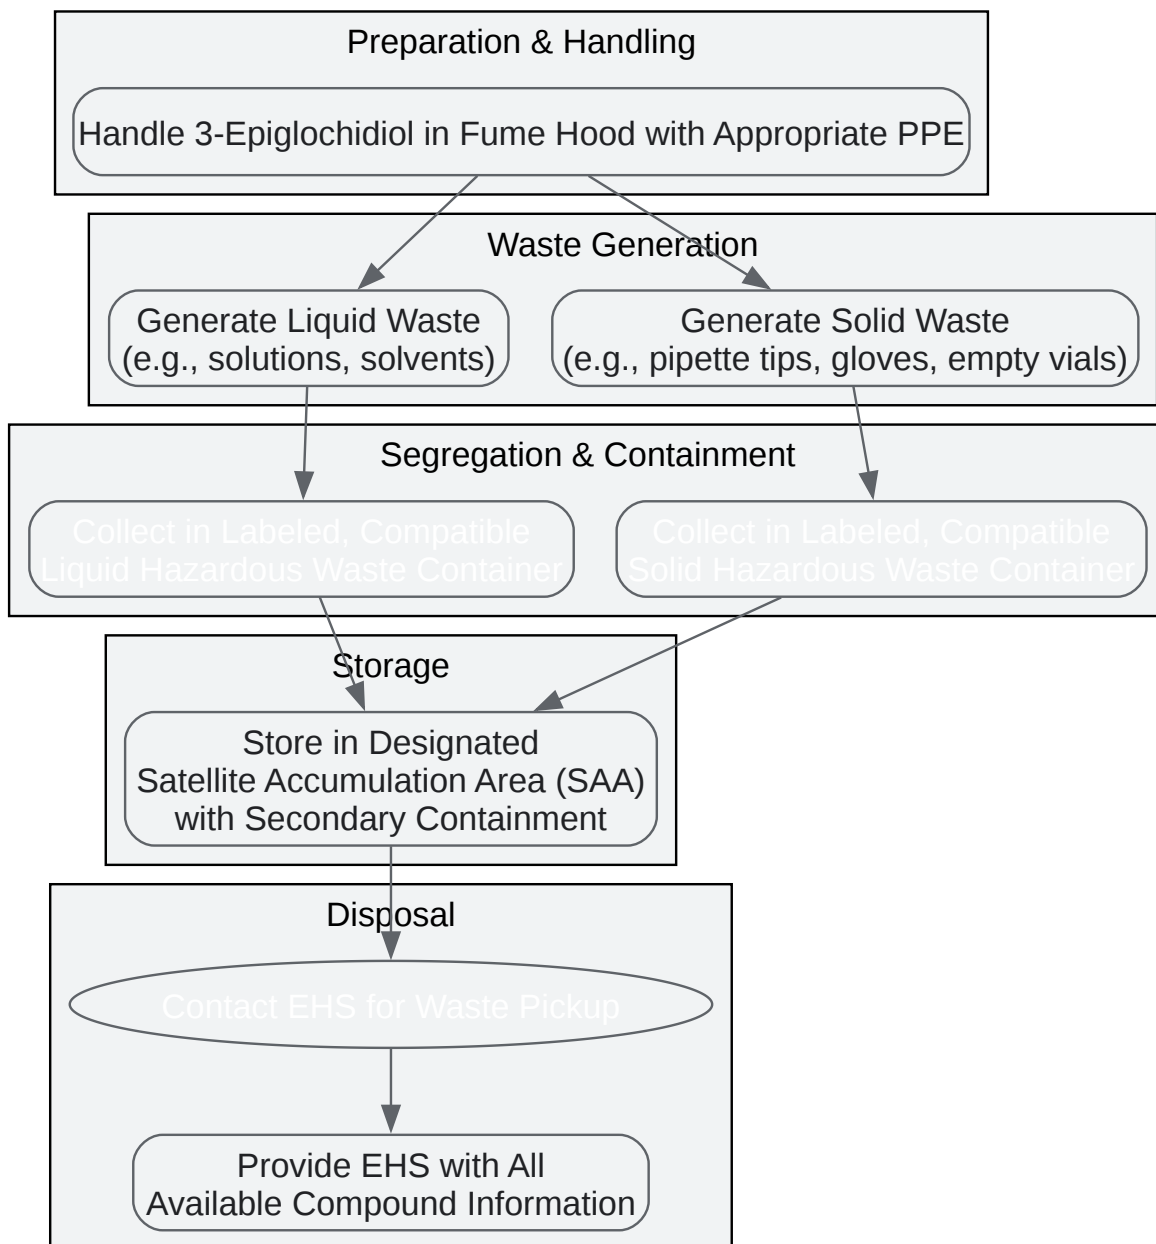 Preparation & Handling
Handle 3-Epiglochidiol in Fume Hood with Appropriate PPE
Waste Generation
Generate Liquid Waste
(e.g., solutions, solvents)
Generate Solid Waste
(e.g., pipette tips, gloves, empty vials)
Segregation & Containment
Collect in Labeled, Compatible
Liquid Hazardous Waste Container
Collect in Labeled, Compatible
Solid Hazardous Waste Container
Storage
Store in Designated
Satellite Accumulation Area (SAA)
with Secondary Containment
Disposal
Contact EHS for Waste Pickup
Provide EHS with All
Available Compound Information